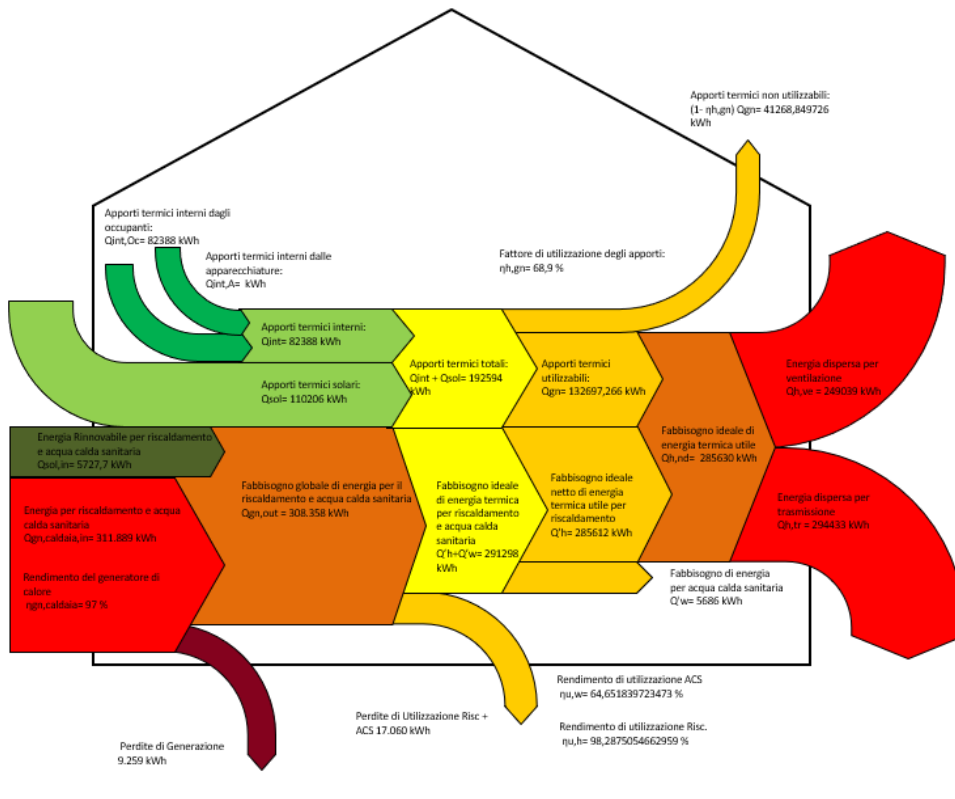 Apporti termici non utilizzabili:
(1- ηh,gn) Qgn= 41268,849726
kWh
Apporti termici interni dagli
occupanti:
Qint,Oc= 82388 kWh
Apporti termici interni dalle
apparecchiature:
Qint,A=  kWh
Fattore di utilizzazione degli apporti:
ηh,gn= 68,9 %
Apporti termici interni:
Qint= 82388 kWh
Apporti termici solari:
Qsol= 110206 kWh
Apporti termici totali:
Qint + Qsol= 192594
kWh
Apporti termici
utilizzabili:
Qgn= 132697,266 kWh
Energia dispersa per
ventilazione
Qh,ve = 249039 kWh
Energia Rinnovabile per riscaldamento
e acqua calda sanitaria
Qsol,in= 5727,7 kWh
Fabbisogno ideale di
energia termica utile
Qh,nd=  285630 kWh
Energia per riscaldamento e acqua
calda sanitaria
Qgn,caldaia,in= 311.889 kWh
Rendimento del generatore di
calore
ηgn,caldaia= 97 %
Fabbisogno globale di energia per il
riscaldamento e acqua calda sanitaria
Qgn,out = 308.358 kWh
Fabbisogno ideale
di energia termica
per riscaldamento
e acqua calda
sanitaria
Q'h+Q'w= 291298
kWh
Fabbisogno ideale
netto di energia
termica utile per
riscaldamento
Q'h= 285612 kWh
Energia dispersa per
trasmissione
Qh,tr = 294433 kWh
Fabbisogno di energia
per acqua calda sanitaria
Q'w= 5686 kWh
Rendimento di utilizzazione ACS
ηu,w= 64,651839723473 %
Rendimento di utilizzazione Risc.
ηu,h= 98,2875054662959 %
Perdite di Utilizzazione Risc +
ACS 17.060 kWh
Perdite di Generazione
9.259 kWh